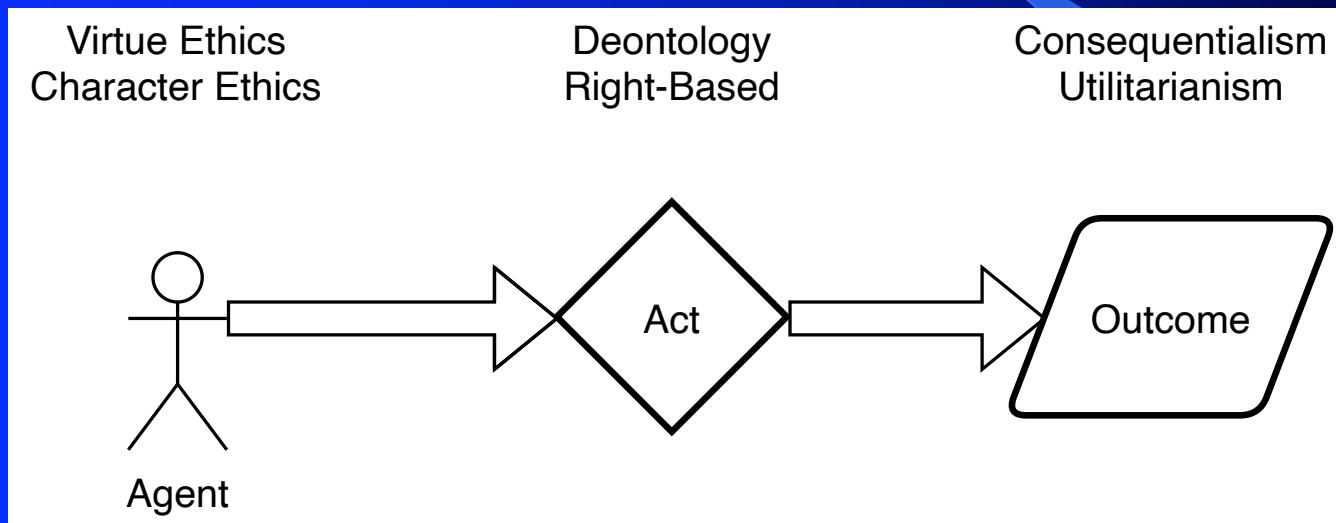 Virtue Ethics
Character Ethics
Deontology
Right-Based
Consequentialism
Utilitarianism
Act
Outcome
Agent